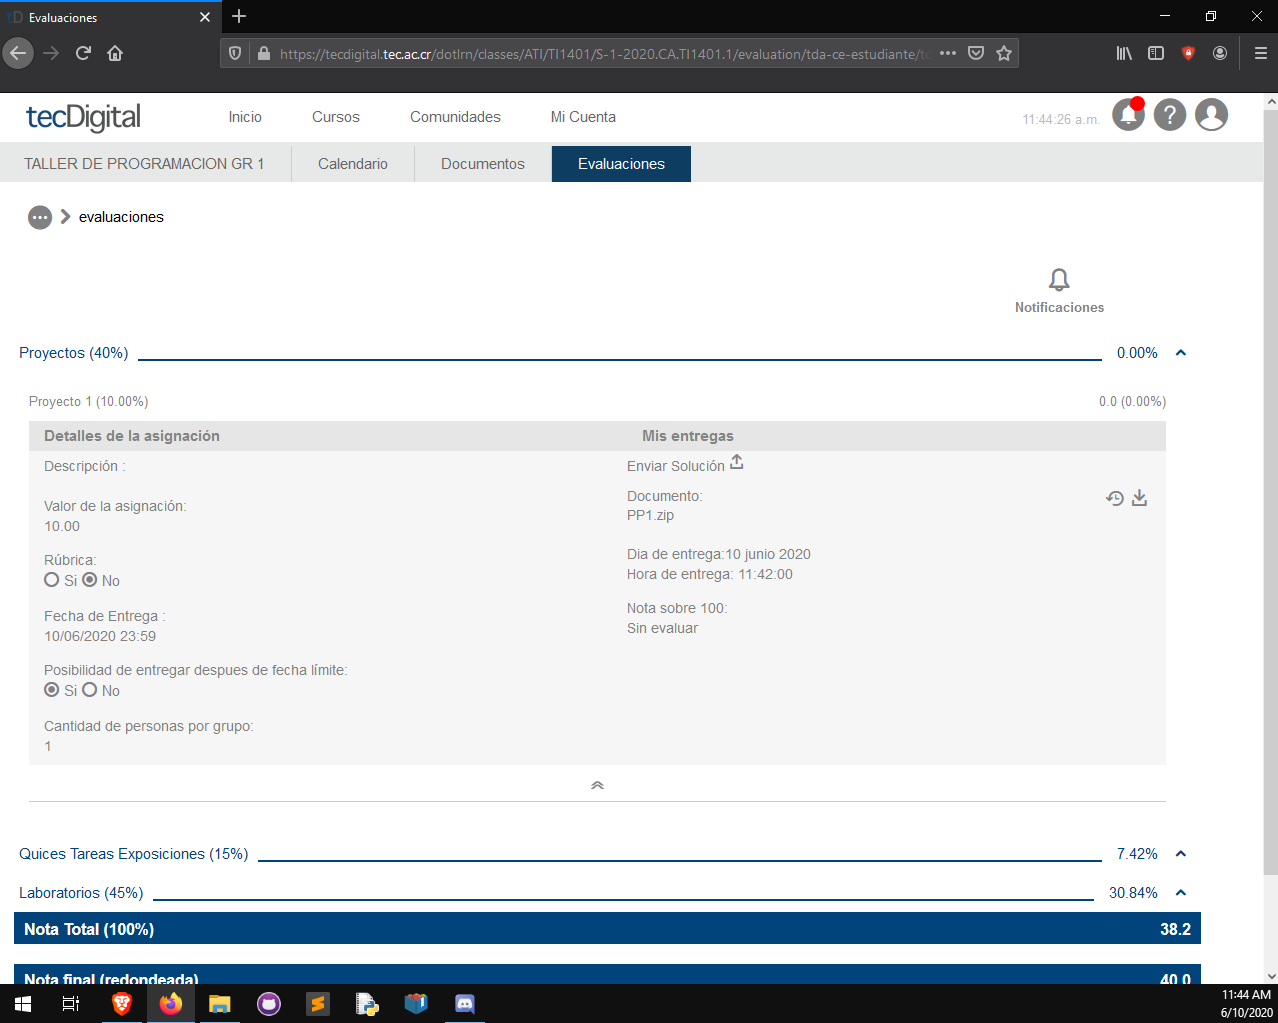 Evaluaciones
https://tecdigital.tec.ac.cr/dotlrn/classes/ATI/TI1401/S-1-2020.CA.TI1401.1/evaluation/tda-ce-estudiante/
tecDigital
Inicio Cursos Comunidades Mi Cuenta 11:44:26 a.m.
TALLER DE PROGRAMACION GR 1 Calendario Documentos Evaluaciones
evaluaciones
Notificaciones
Proyectos (40%) 0.00%
Proyecto 1 (10.00%) 0.0 (0.00%)
Detalles de la asignación Mis entregas
Descripción : Enviar Solución
Valor de la asignación:
10.00
Rúbrica:
Si No
Fecha de Entrega :
10/06/2020 23:59
Posibilidad de entregar despues de fecha límite:
Si No
Cantidad de personas por grupo:
1
Documento:
PP1.zip
Dia de entrega:10 junio 2020
Hora de entrega: 11:42:00
Nota sobre 100:
Sin evaluar
Quices Tareas Exposiciones (15%) 7.42%
Laboratorios (45%) 30.84%
Nota Total (100%) 38.2
Nota final (redondeada) 40.0
11:44 AM
6/10/2020